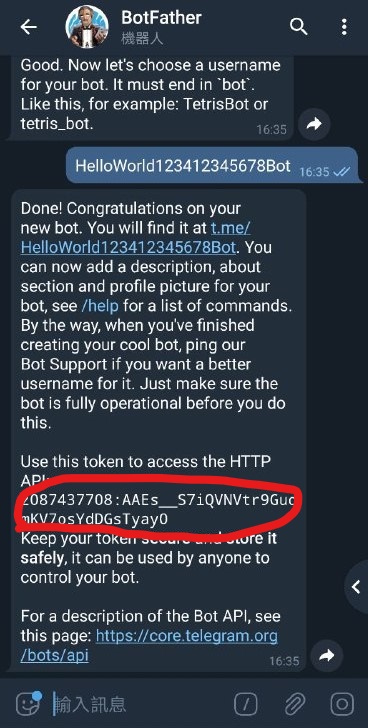 BotFather
機器人
Good. Now let's choose a username
for your bot. It must end in `bot`.
Like this, for example: TetrisBot or
tetris_bot.
16:35
HelloWorld123412345678Bot 16:35
Done! Congratulations on your
new bot. You will find it at t.me/
HelloWorld123412345678Bot. You
can now add a description, about
section and profile picture for your
bot, see /help for a list of commands.
By the way, when you've finished
creating your cool bot, ping our
Bot Support if you want a better
username for it. Just make sure the
bot is fully operational before you do
this.
Use this token to access the HTTP
API:
Keep your token secure and store it
safely, it can be used by anyone to
control your bot.
For a description of the Bot API, see
this page: https://core.telegram.org
/bots/api
16:35
輸入訊息